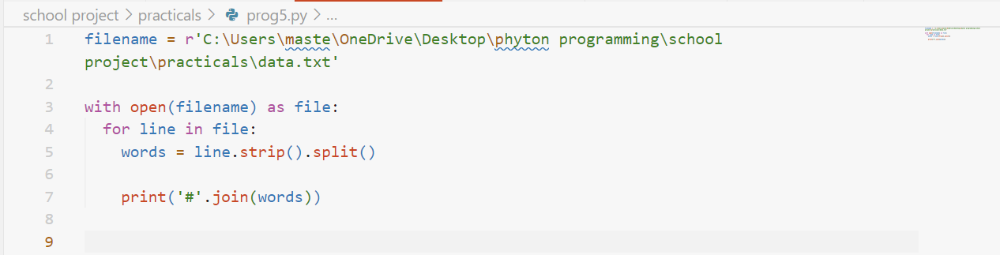 school project > practicals > prog5.py > ...
1 filename = r'C:\Users\maste\OneDrive\Desktop\phyton programming\school
project\practicals\data.txt'
2
3 with open(filename) as file:
4   for line in file:
5     words = line.strip().split()
6
7     print('#'.join(words))
8
9